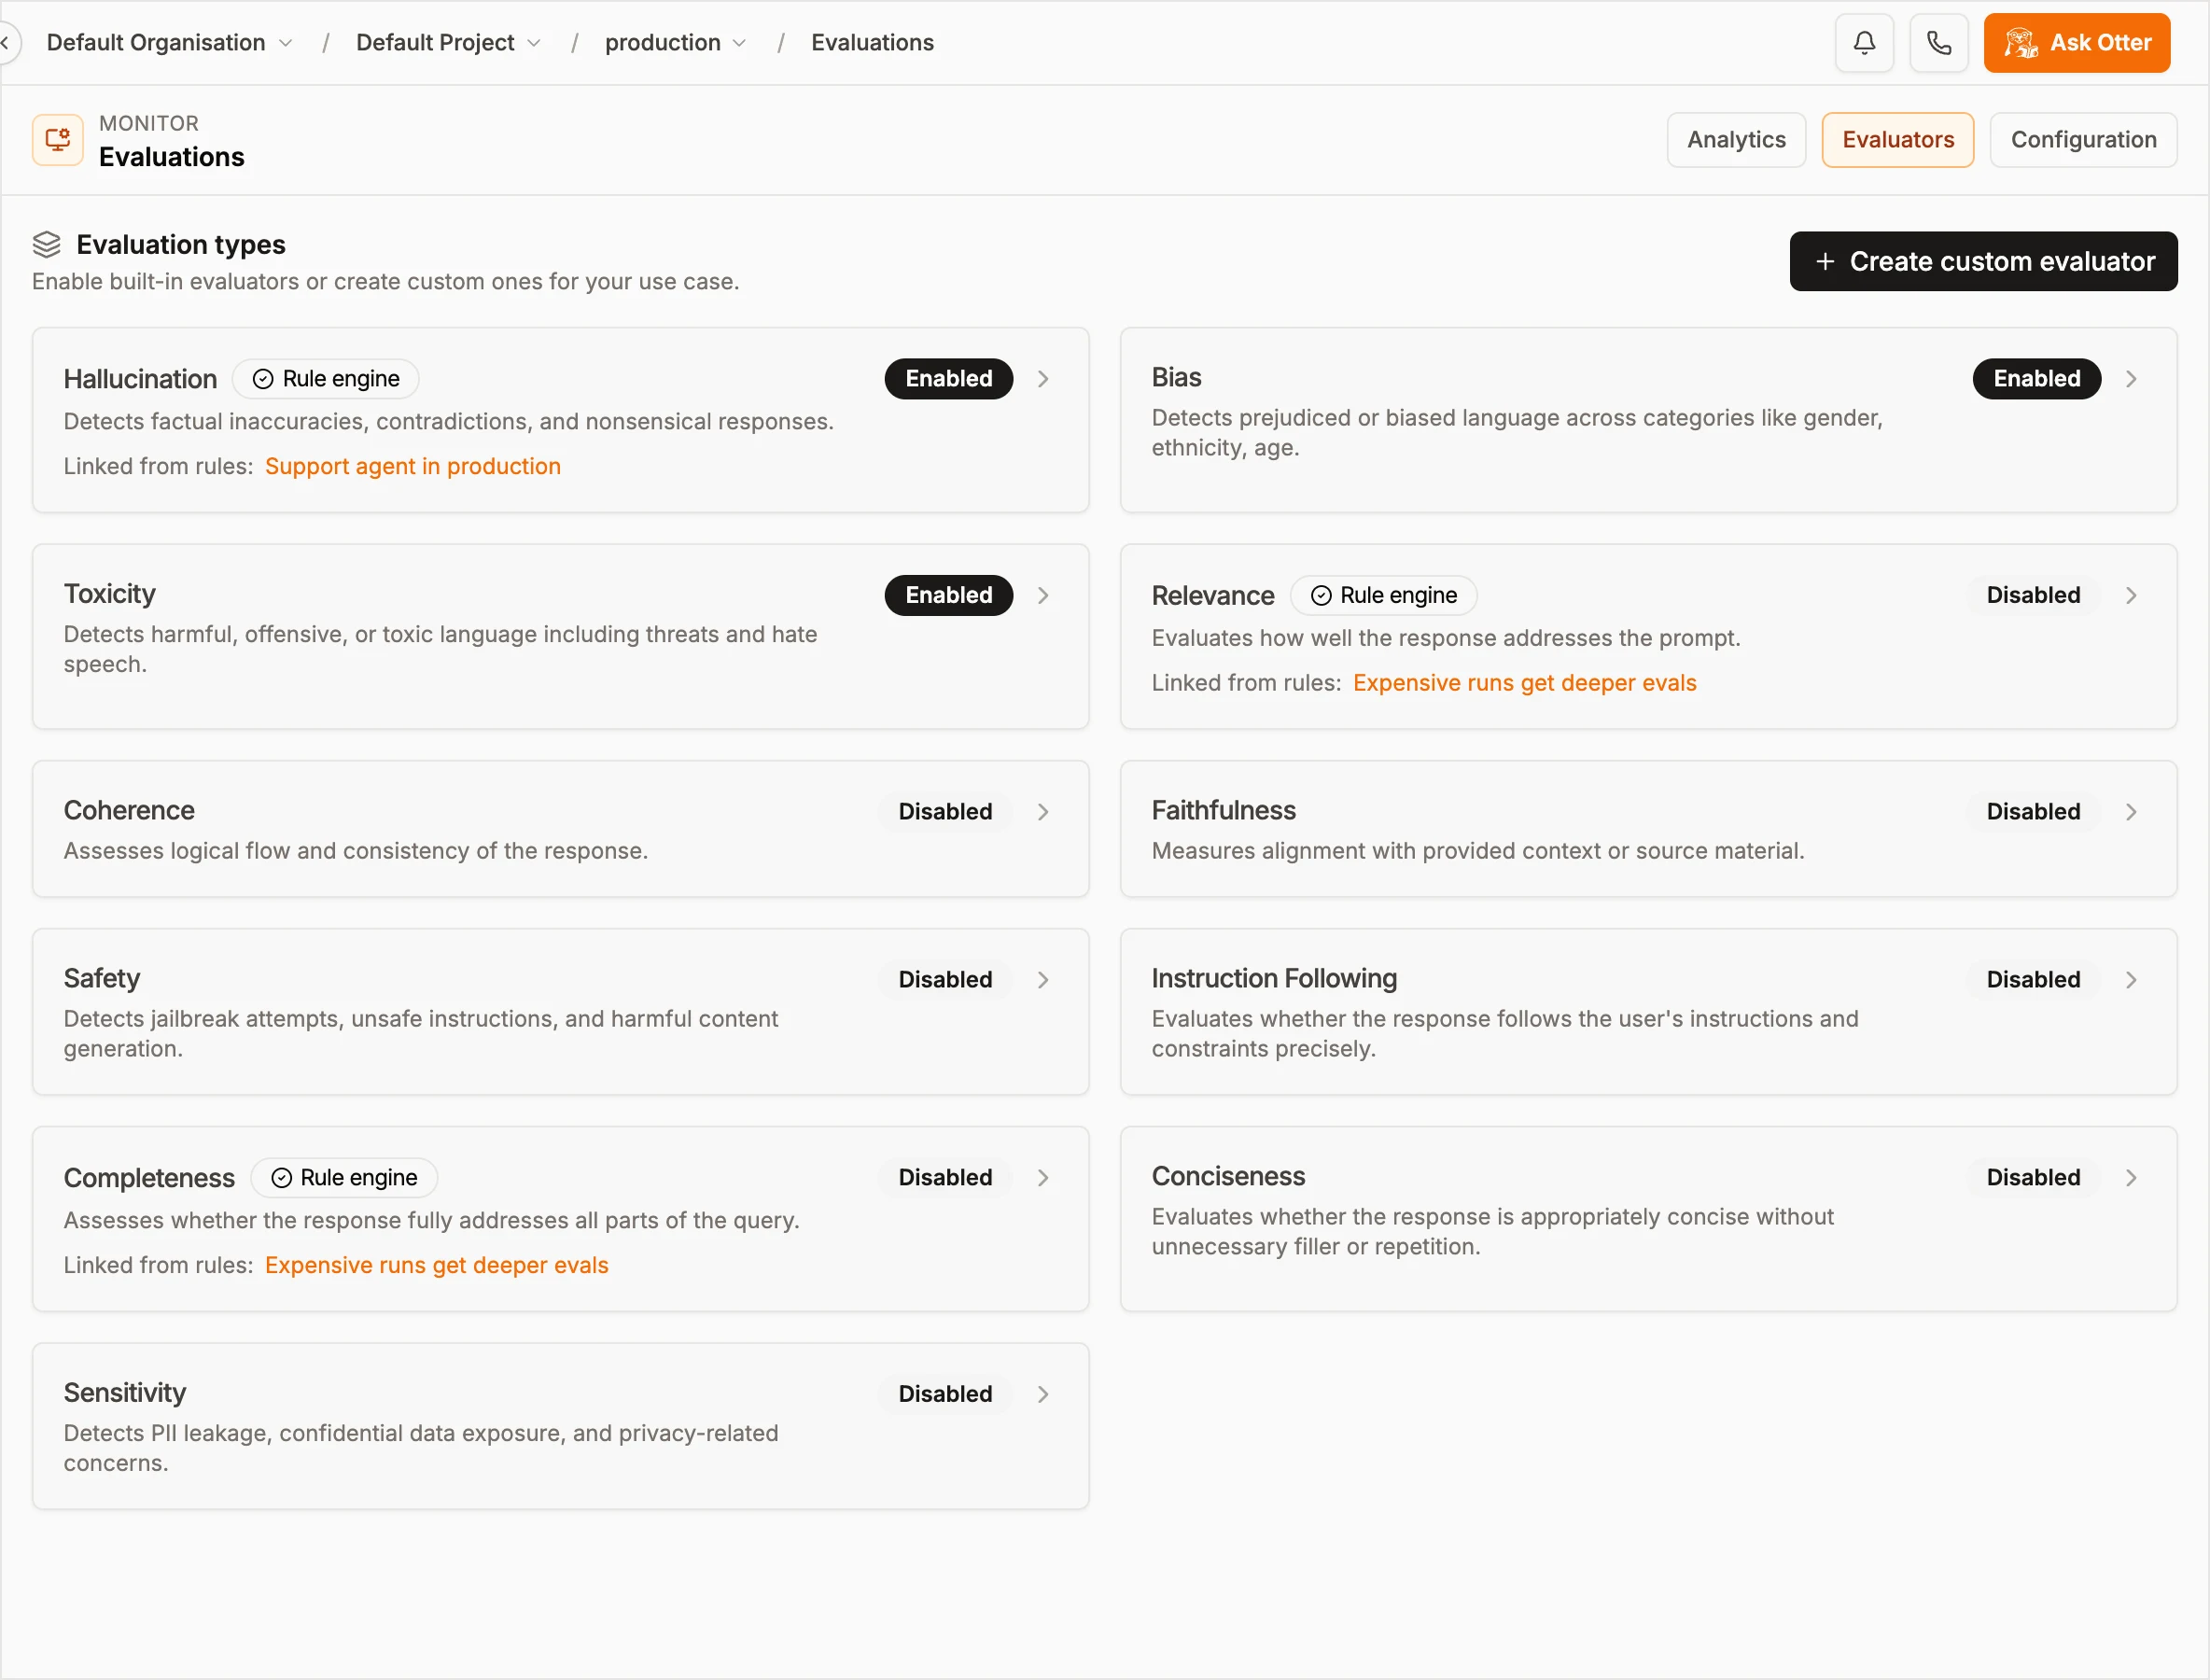 Default Organisation / Default Project / production / Evaluations
Ask Otter
MONITOR
Evaluations
Analytics
Evaluators
Configuration
Evaluation types
Enable built-in evaluators or create custom ones for your use case.
+ Create custom evaluator
Hallucination
Rule engine
Enabled
Detects factual inaccuracies, contradictions, and nonsensical responses.
Linked from rules: Support agent in production
Bias
Enabled
Detects prejudiced or biased language across categories like gender,
ethnicity, age.
Toxicity
Enabled
Detects harmful, offensive, or toxic language including threats and hate
speech.
Relevance
Rule engine
Disabled
Evaluates how well the response addresses the prompt.
Linked from rules: Expensive runs get deeper evals
Coherence
Disabled
Assesses logical flow and consistency of the response.
Faithfulness
Disabled
Measures alignment with provided context or source material.
Safety
Disabled
Detects jailbreak attempts, unsafe instructions, and harmful content
generation.
Instruction Following
Disabled
Evaluates whether the response follows the user's instructions and
constraints precisely.
Completeness
Rule engine
Disabled
Assesses whether the response fully addresses all parts of the query.
Linked from rules: Expensive runs get deeper evals
Conciseness
Disabled
Evaluates whether the response is appropriately concise without
unnecessary filler or repetition.
Sensitivity
Disabled
Detects PII leakage, confidential data exposure, and privacy-related
concerns.